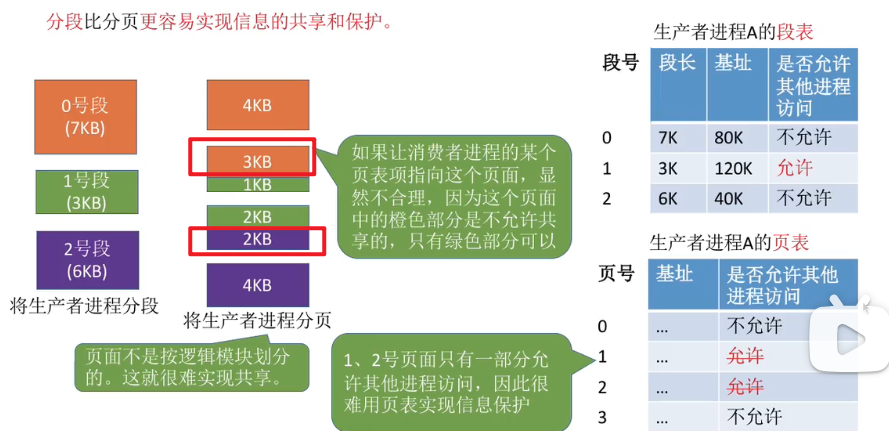 分段比分页更容易实现信息的共享和保护。
0号段
(7KB)
1号段
(3KB)
2号段
(6KB)
将生产者进程分段
4KB
3KB
1KB
2KB
2KB
4KB
将生产者进程分页
如果让消费者进程的某个
页表项指向这个页面，显
然不合理，因为这个页面
中的橙色部分是不允许共
享的，只有绿色部分可以
页面不是按逻辑模块划分
的。这就很难实现共享。
1、2号页面只有一部分允
许其他进程访问，因此很
难用页表实现信息保护
生产者进程A的段表
段号 段长 基址 是否允许
其他进程
访问
0 7K 80K 不允许
1 3K 120K 允许
2 6K 40K 不允许
生产者进程A的页表
页号 基址 是否允许其他
进程访问
0 ... 不允许
1 ... 允许
2 ... 允许
3 ... 不允许